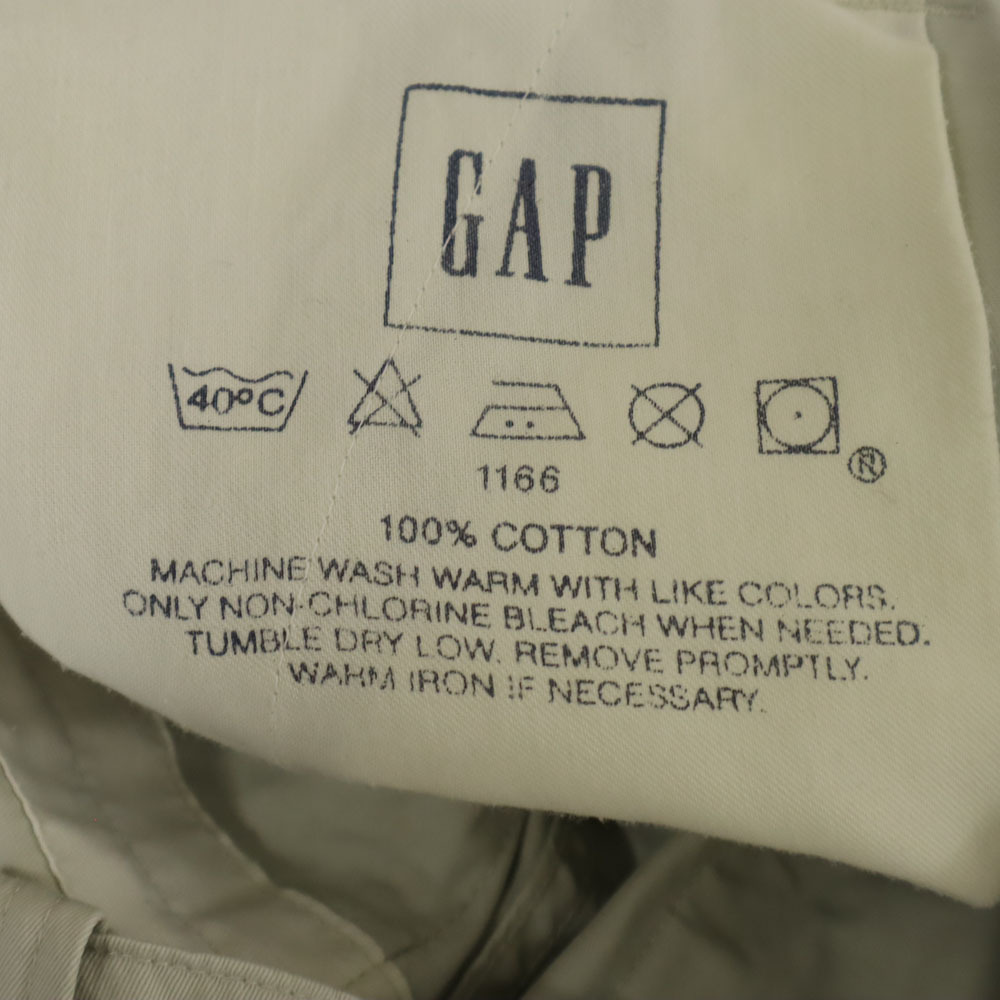 GAP
40°C
®
1166
100% COTTON
MACHINE WASH WARM WITH LIKE COLORS.
ONLY NON-CHLORINE BLEACH WHEN NEEDED.
TUMBLE DRY LOW. REMOVE PROMPTLY.
WARM IRON IF NECESSARY.